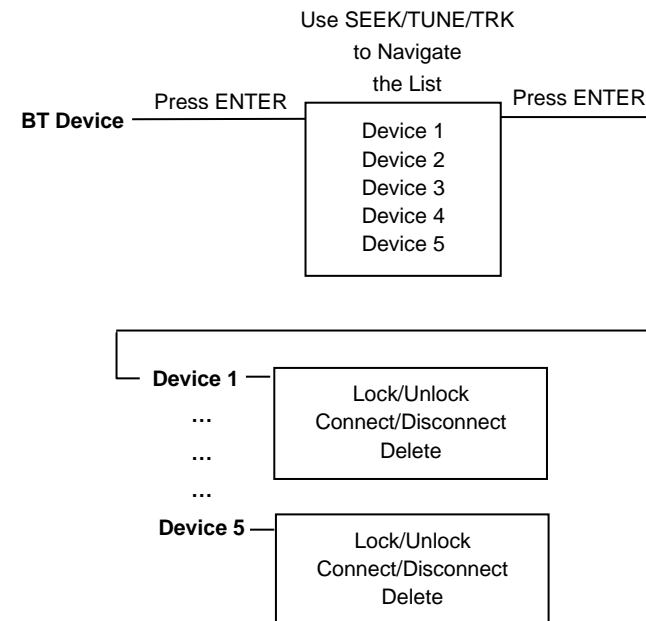 Use SEEK/TUNE/TRK
to Navigate
the List
BT Device
Press ENTER
Press ENTER
Device 1
Device 2
Device 3
Device 4
Device 5
Device 1
Lock/Unlock
Connect/Disconnect
Delete
…
…
…
Device 5
Lock/Unlock
Connect/Disconnect
Delete